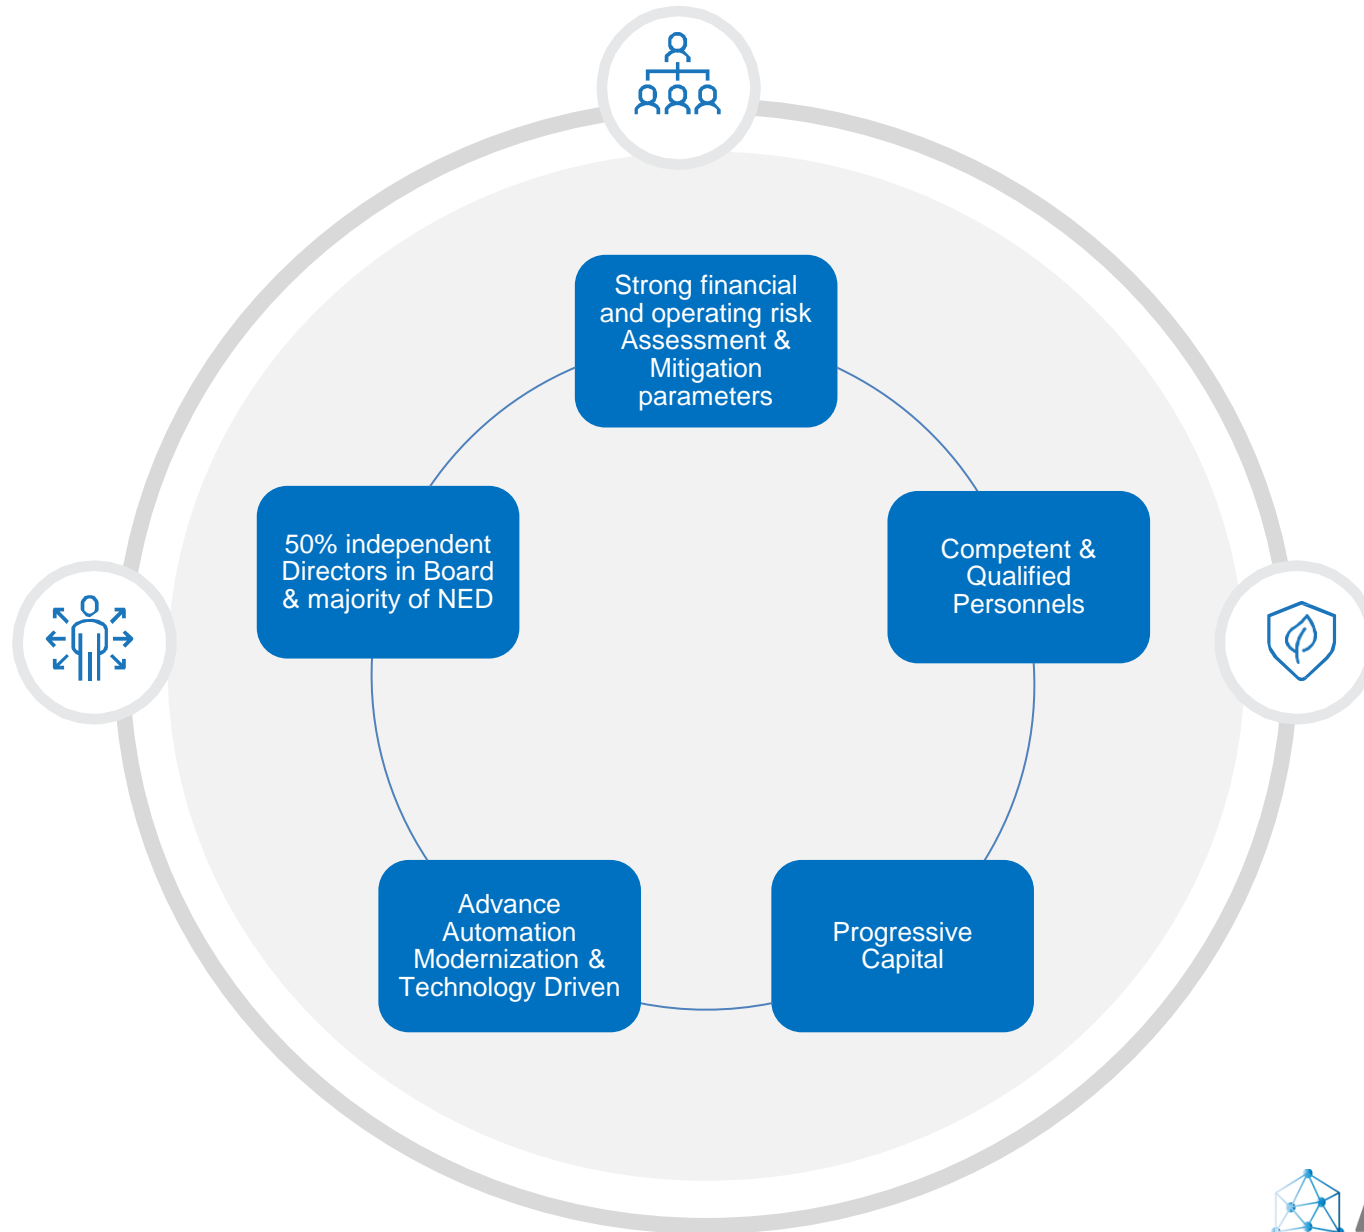 Strong financial
and operating risk
Assessment &
Mitigation
parameters
50% independent
Directors in Board
& majority of NED
Competent &
Qualified
Personnels
Advance
Automation
Modernization &
Technology Driven
Progressive
Capital